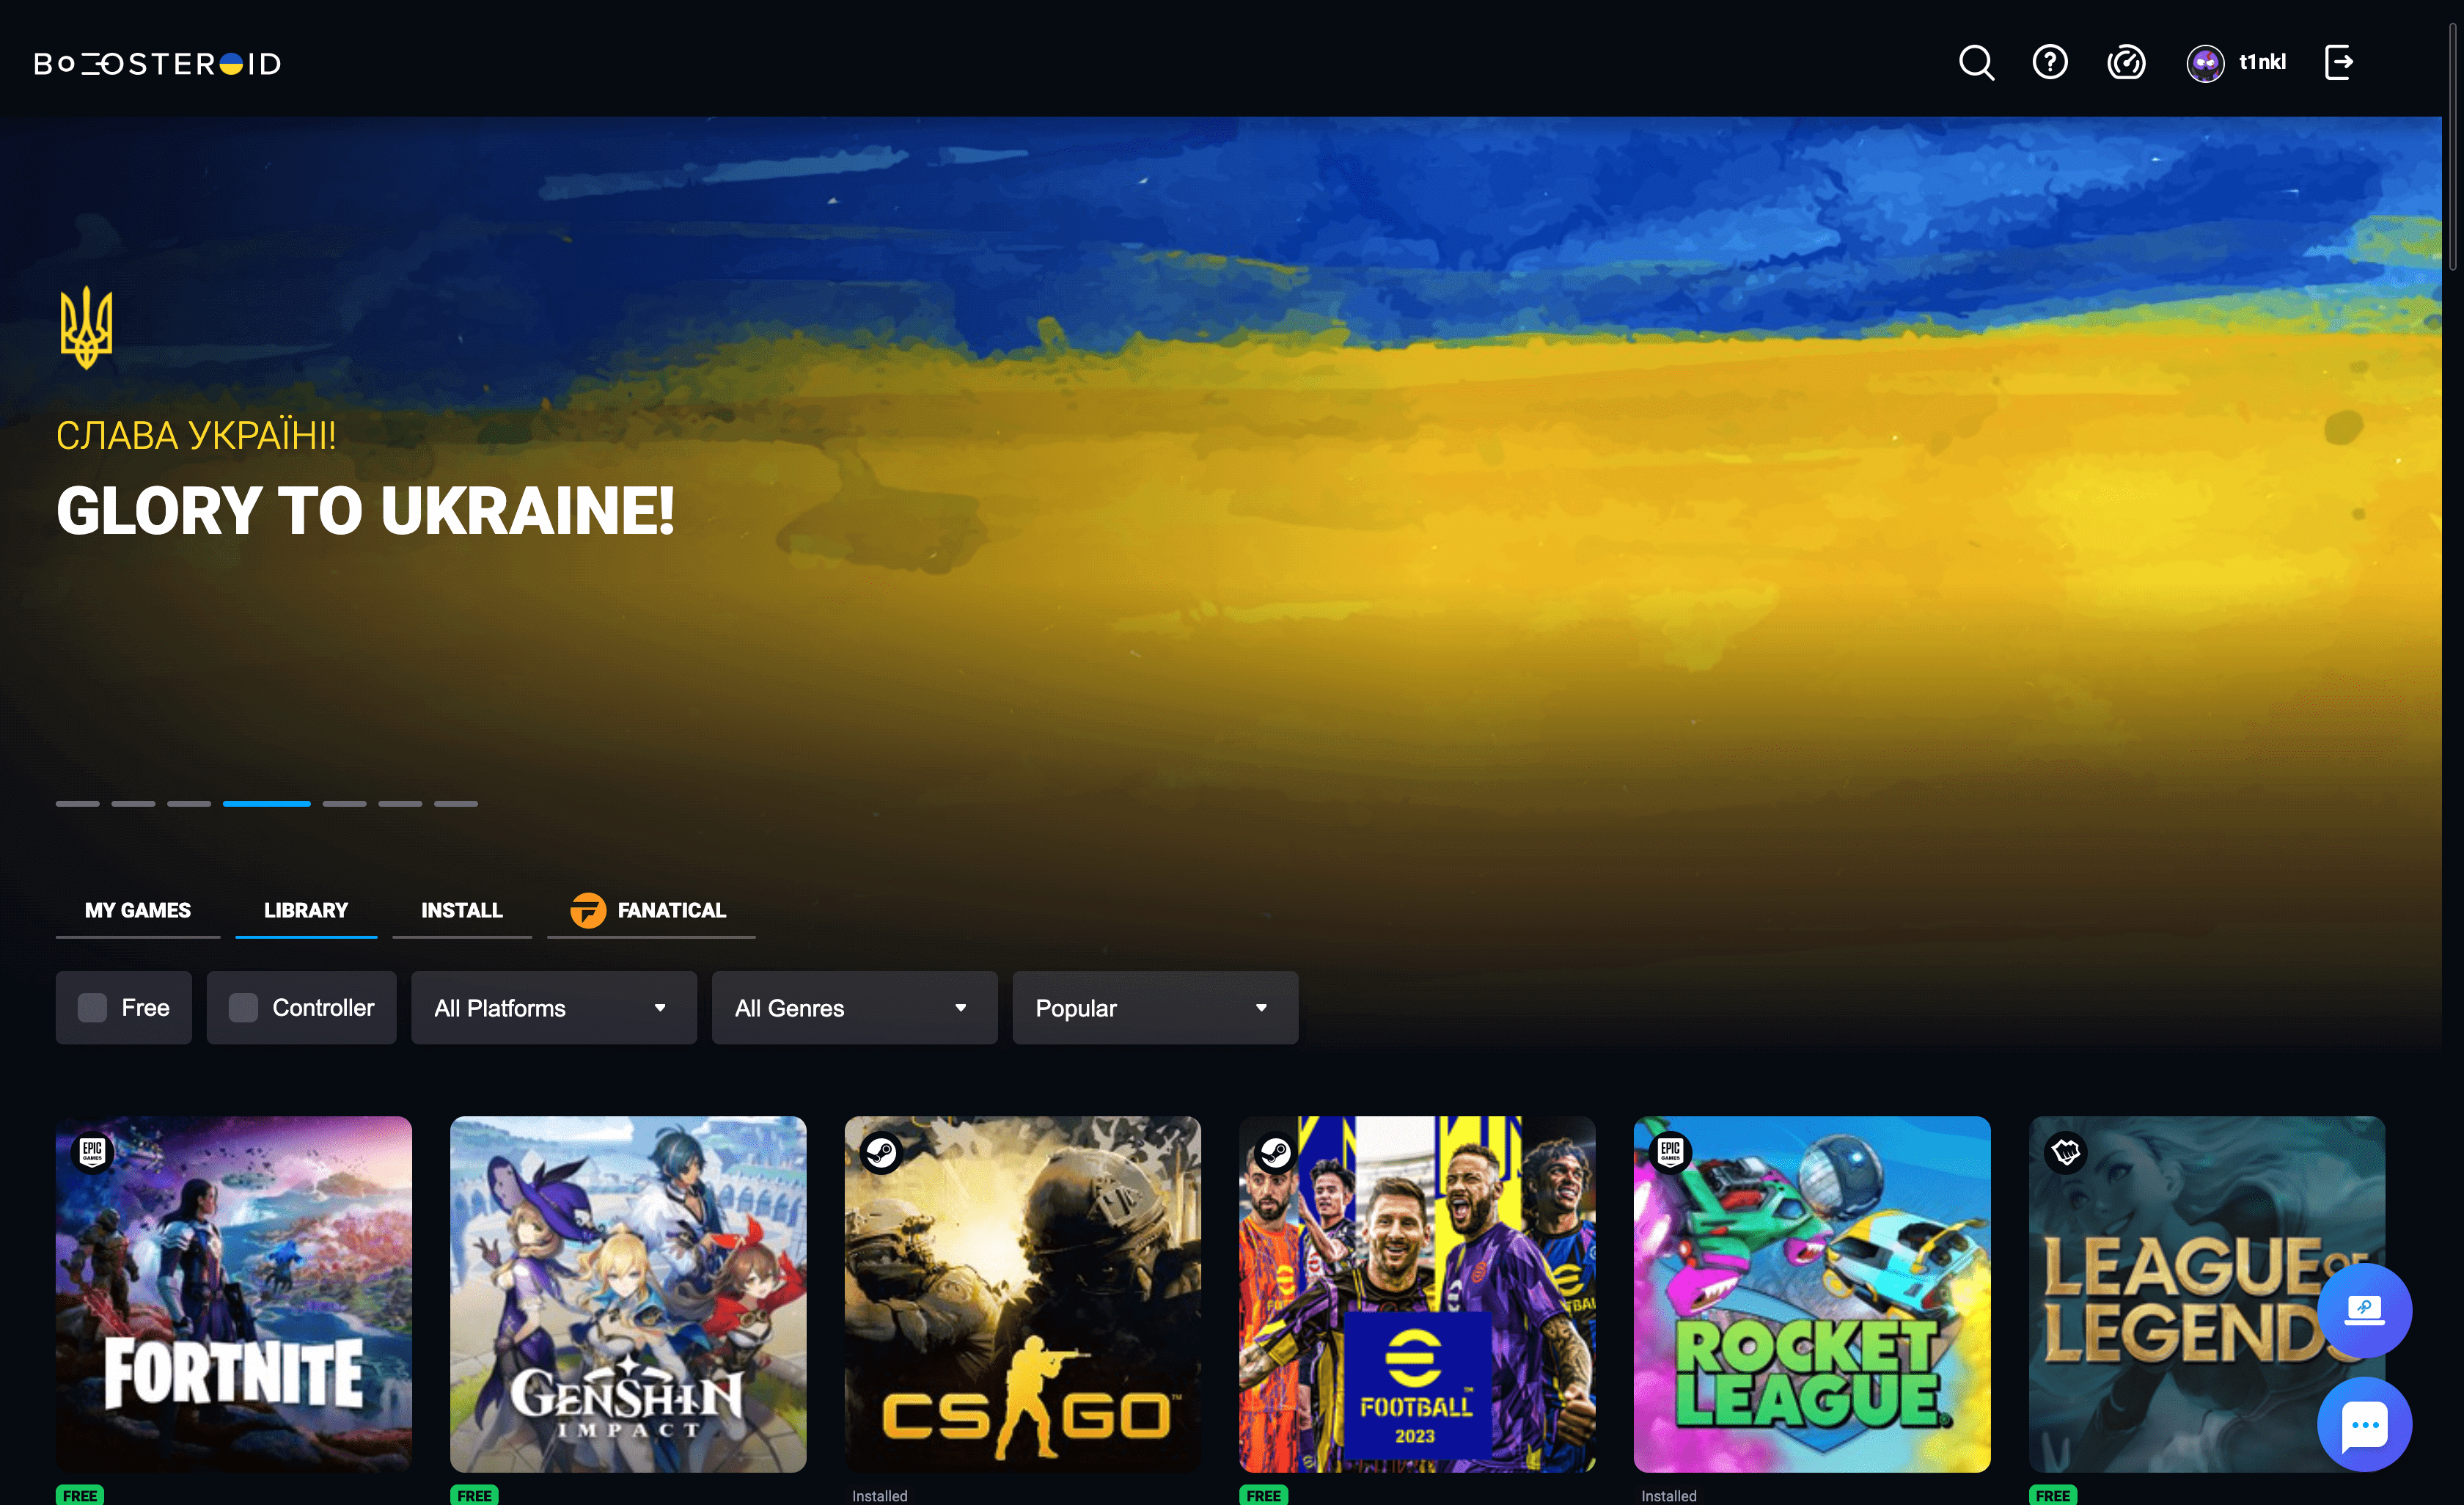 BOOSTEROID
t1nkl
СЛАВА УКРАЇНІ!
GLORY TO UKRAINE!
MY GAMES
LIBRARY
INSTALL
FANATICAL
Free
Controller
All Platforms
All Genres
Popular
EPIC
GAMES
FORTNITE
FREE
GENSHIN
IMPACT
FREE
CS GO™
Installed
FOOTBALL™
2023
FREE
EPIC
GAMES
ROCKET
LEAGUE®
Installed
LEAGUE OF
LEGENDS
FREE